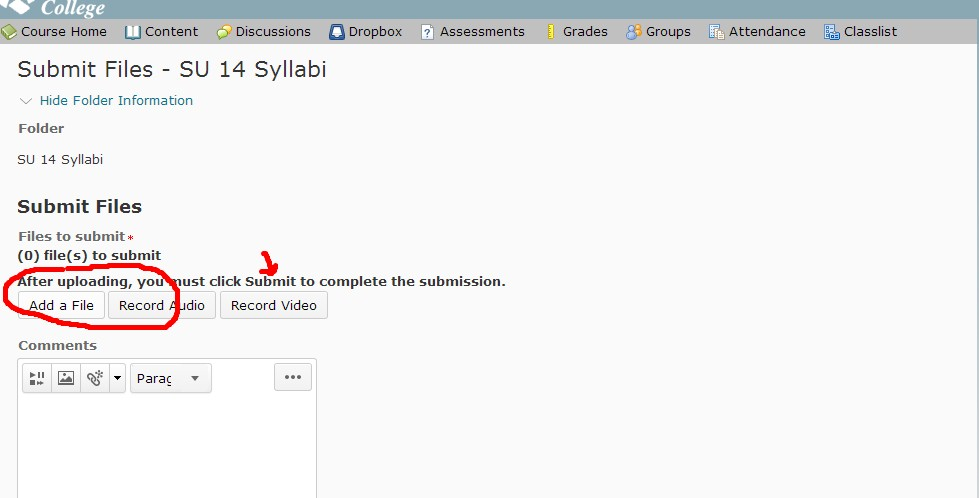 College
Course Home Content Discussions Dropbox Assessments Grades Groups Attendance Classlist
Submit Files - SU 14 Syllabi
Hide Folder Information
Folder
SU 14 Syllabi
Submit Files
Files to submit *
(0) file(s) to submit
After uploading, you must click Submit to complete the submission.
Add a File Record Audio Record Video
Comments
Parag